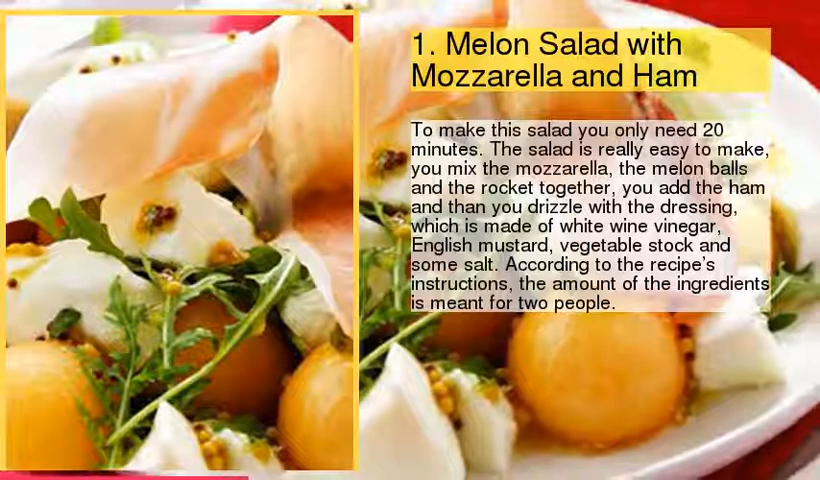 1. Melon Salad with
Mozzarella and Ham
To make this salad you only need 20
minutes. The salad is really easy to make,
you mix the mozzarella, the melon balls
and the rocket together, you add the ham
and than you drizzle with the dressing,
which is made of white wine vinegar,
English mustard, vegetable stock and
some salt. According to the recipe's
instructions, the amount of the ingredients
is meant for two people.